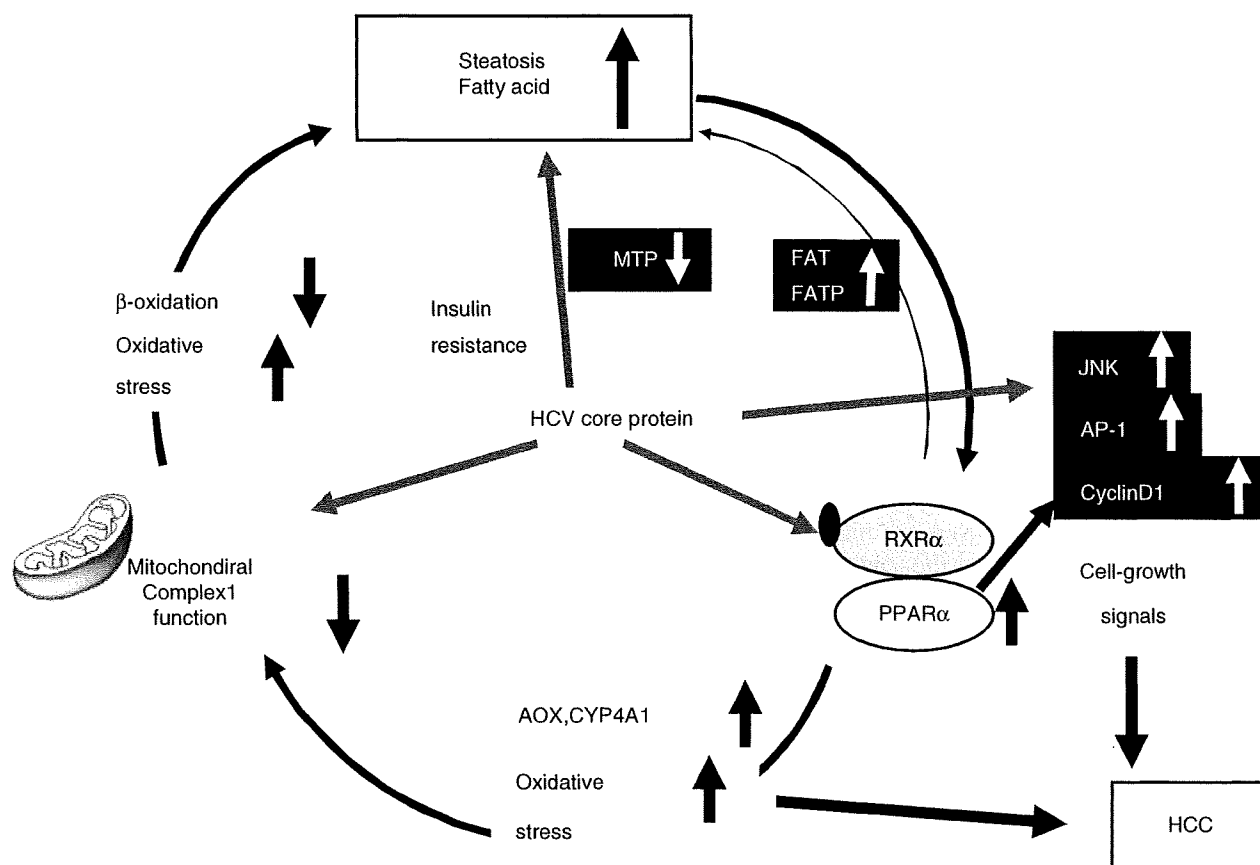 Steatosis
Fatty acid
MTP
FAT
FATP
β-oxidation
Oxidative
stress
Insulin
resistance
JNK
AP-1
CyclinD1
HCV core protein
RXRα
PPARα
Mitochondiral
Complex1
function
Cell-growth
signals
AOX,CYP4A1
Oxidative
stress
HCC